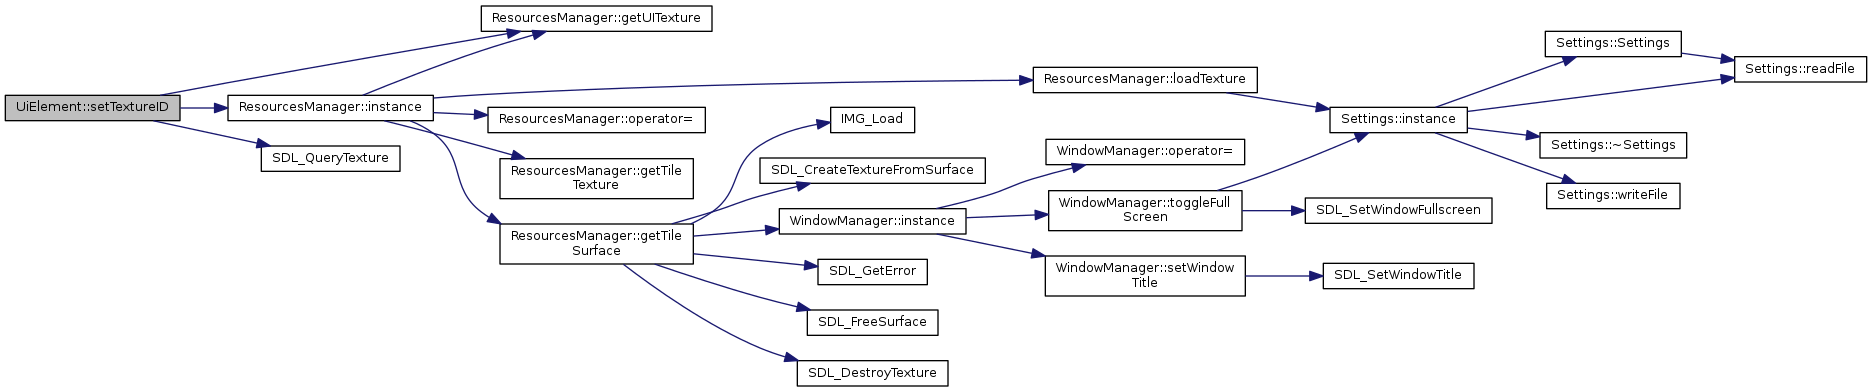 UiElement::setTextureID
ResourcesManager::getUITexture
ResourcesManager::instance
SDL_QueryTexture
ResourcesManager::loadTexture
ResourcesManager::operator=
ResourcesManager::getTile
Texture
ResourcesManager::getTile
Surface
IMG_Load
SDL_CreateTextureFromSurface
WindowManager::instance
SDL_GetError
SDL_FreeSurface
SDL_DestroyTexture
WindowManager::operator=
WindowManager::toggleFull
Screen
WindowManager::setWindow
Title
Settings::instance
SDL_SetWindowFullscreen
SDL_SetWindowTitle
Settings::Settings
Settings::readFile
Settings::~Settings
Settings::writeFile